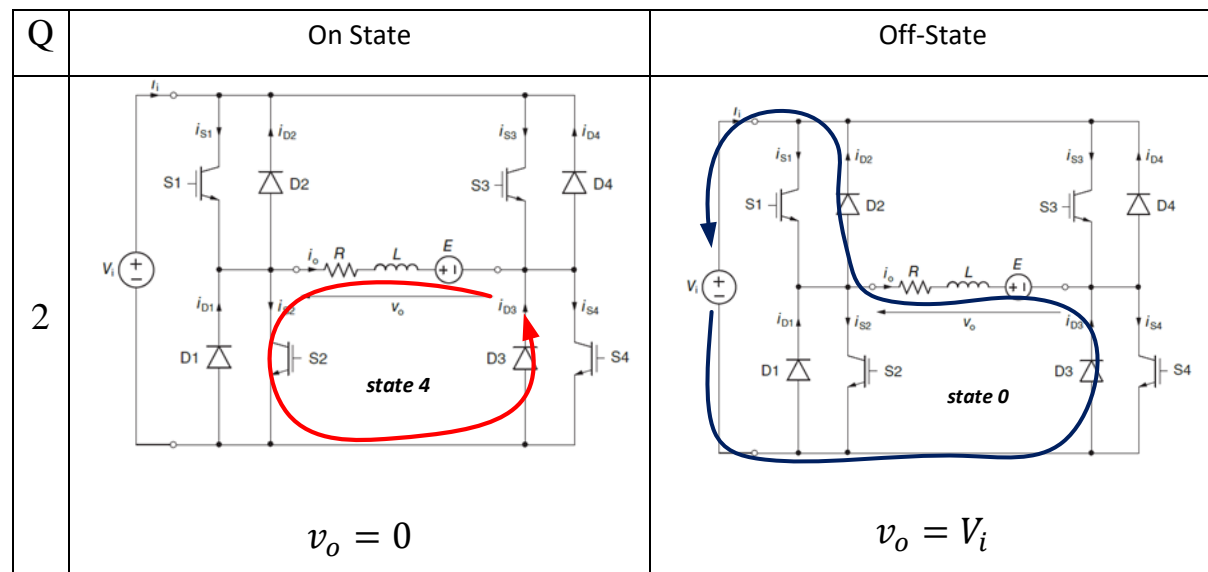 Q
On State
Off-State
2
I_i
i_S1
i_D2
i_S3
i_D4
S1
D2
S3
D4
V_i
i_o
R
L
E
i_D1
i_S2
v_o
i_D3
i_S4
D1
S2
D3
S4
state 4
v_o = 0
I_i
i_S1
i_D2
i_S3
i_D4
S1
D2
S3
D4
V_i
i_o
R
L
E
i_D1
i_S2
v_o
i_D3
i_S4
D1
S2
D3
S4
state 0
v_o = V_i